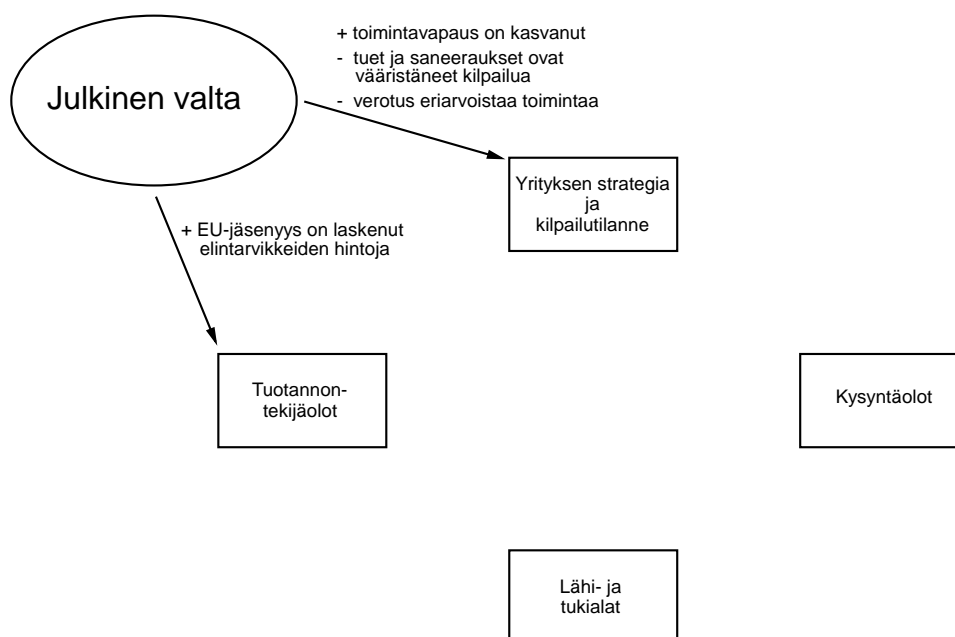 + toimintavapaus on kasvanut
- tuet ja saneeraukset ovat
vääristäneet kilpailua
- verotus eriarvoistaa toimintaa
Julkinen valta
Yrityksen strategia
ja
kilpailutilanne
+ EU-jäsenyys on laskenut
elintarvikkeiden hintoja
Tuotannon-
tekijäolot
Kysyntäolot
Lähi- ja
tukialat